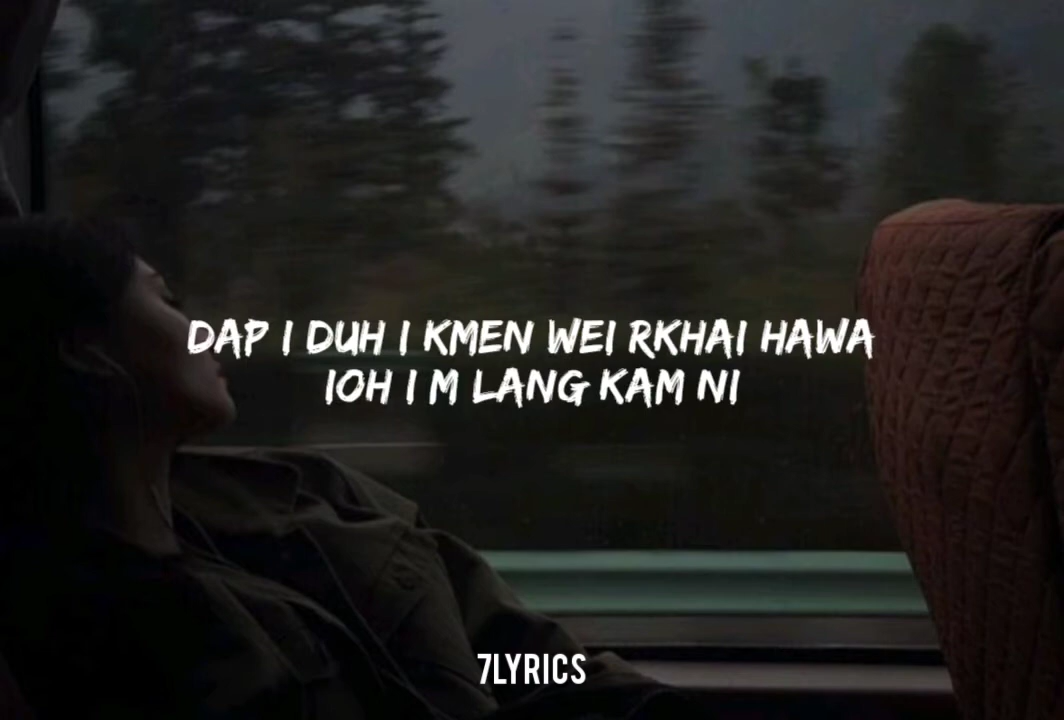 DAP I DUH I KMEN WEI RKHAI HAWA
IOH I M LANG KAM NI
7LYRICS